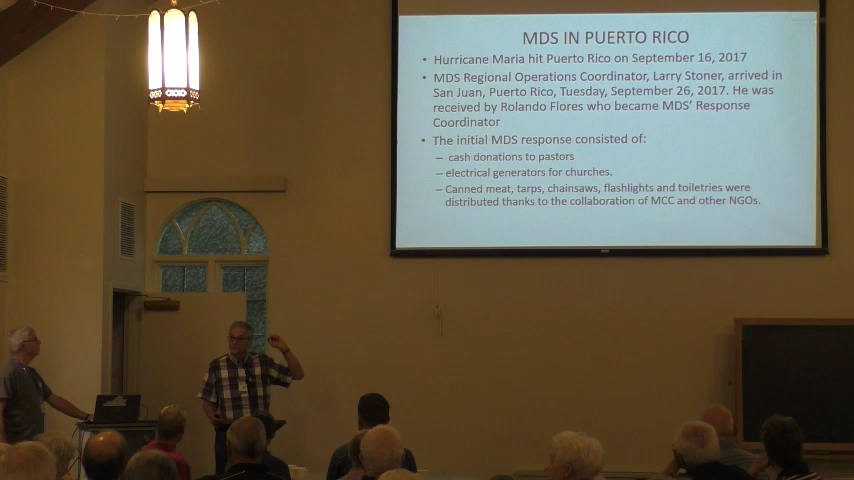 MDS IN PUERTO RICO
• Hurricane Maria hit Puerto Rico on September 16, 2017
• MDS Regional Operations Coordinator, Larry Stoner, arrived in
San Juan, Puerto Rico, Tuesday, September 26, 2017. He was
received by Rolando Flores who became MDS' Response
Coordinator
• The initial MDS response consisted of:
– cash donations to pastors
– electrical generators for churches.
– Canned meat, tarps, chainsaws, flashlights and toiletries were
distributed thanks to the collaboration of MCC and other NGOs.